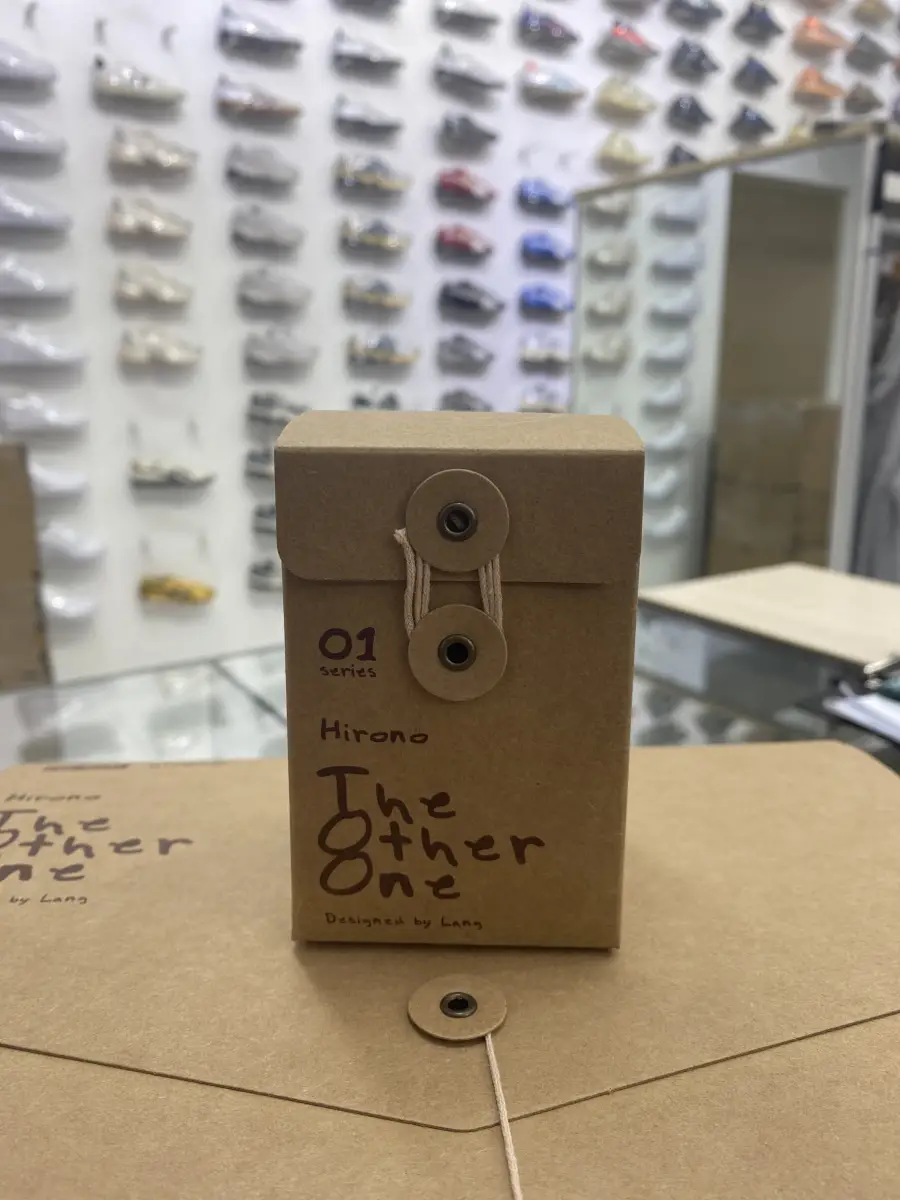 01
series
Hirono
The
Other
One
Designed by Lang
Hirono
The
Other
One
by Lang